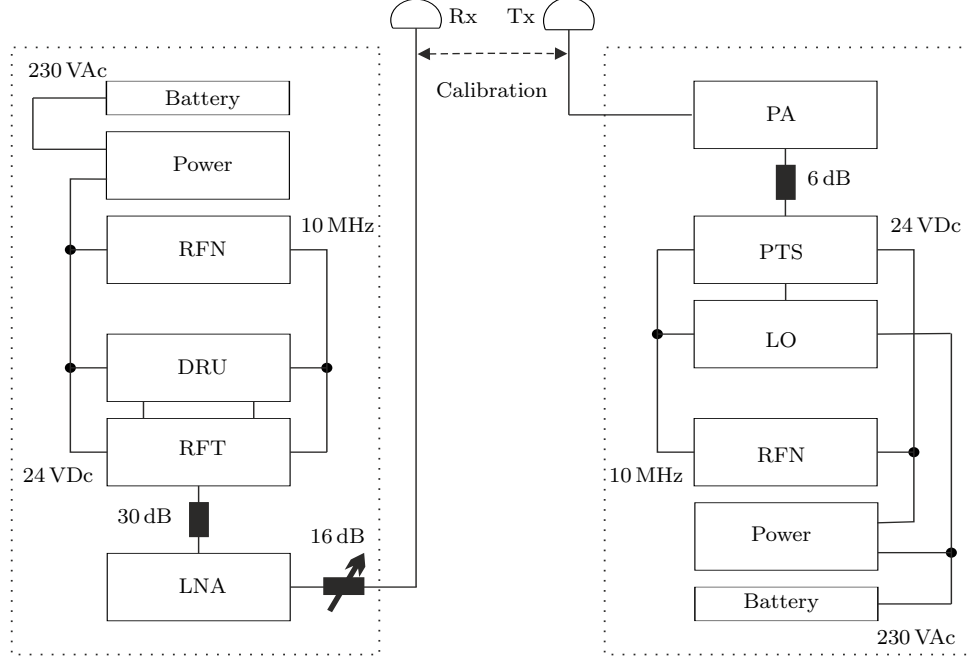 Rx
Tx
Calibration
230 VAc
Battery
Power
RFN
10 MHz
DRU
RFT
24 VDc
30 dB
16 dB
LNA
PA
6 dB
PTS
24 VDc
LO
RFN
10 MHz
Power
Battery
230 VAc